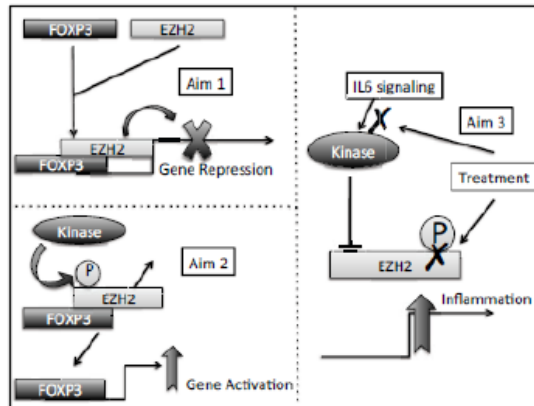 FOXP3
EZH2
Aim 1
EZH2
FOXP3
Gene Repression
Kinase
P
Aim 2
EZH2
FOXP3
FOXP3
Gene Activation
IL6 signaling
X
Aim 3
Kinase
Treatment
P
EZH2
X
Inflammation